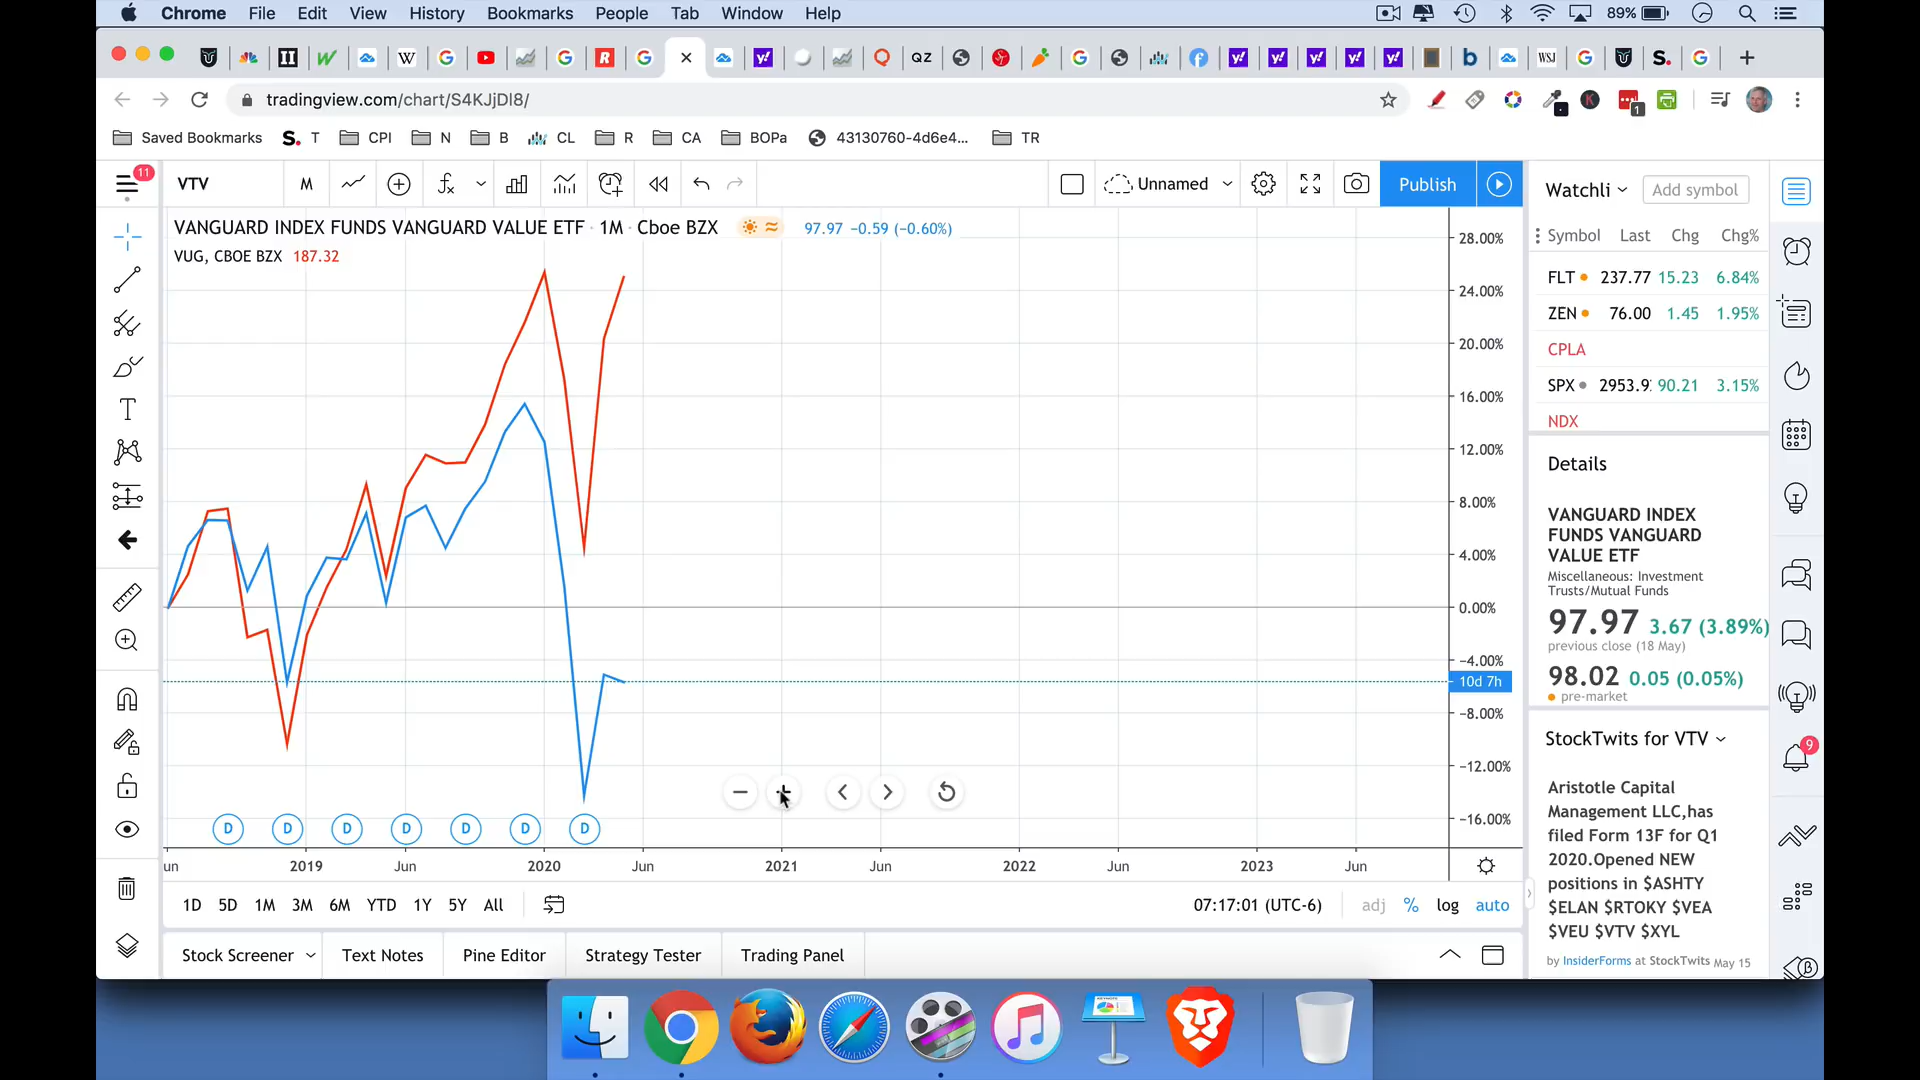 Chrome File Edit View History Bookmarks People Tab Window Help 89%
tradingview.com/chart/S4KJjDl8/
Saved Bookmarks S. T CPI N B CL R CA BOPa 43130760-4d6e4... TR
11 VTV M Unnamed Publish Watchli Add symbol
VANGUARD INDEX FUNDS VANGUARD VALUE ETF · 1M · Cboe BZX 97.97 −0.59 (−0.60%)
VUG, CBOE BZX 187.32
28.00%
24.00%
20.00%
16.00%
12.00%
8.00%
4.00%
0.00%
−4.00%
10d 7h
−8.00%
−12.00%
−16.00%
D D D D D D D
un 2019 Jun 2020 Jun 2021 Jun 2022 Jun 2023 Jun
1D 5D 1M 3M 6M YTD 1Y 5Y All 07:17:01 (UTC-6) adj % log auto
Stock Screener Text Notes Pine Editor Strategy Tester Trading Panel
Symbol Last Chg Chg%
FLT 237.77 15.23 6.84%
ZEN 76.00 1.45 1.95%
CPLA
SPX 2953.9 90.21 3.15%
NDX
Details
VANGUARD INDEX
FUNDS VANGUARD
VALUE ETF
Miscellaneous: Investment
Trusts/Mutual Funds
97.97 3.67 (3.89%)
previous close (18 May)
98.02 0.05 (0.05%)
pre-market
StockTwits for VTV
Aristotle Capital
Management LLC,has
filed Form 13F for Q1
2020.Opened NEW
positions in $ASHTY
$ELAN $RTOKY $VEA
$VEU $VTV $XYL
by InsiderForms at StockTwits May 15
9